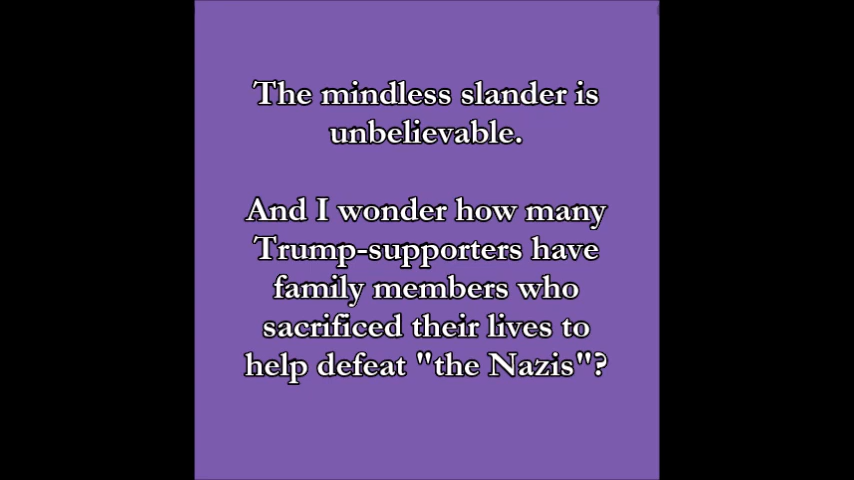 The mindless slander is
unbelievable.
And I wonder how many
Trump-supporters have
family members who
sacrificed their lives to
help defeat "the Nazis"?